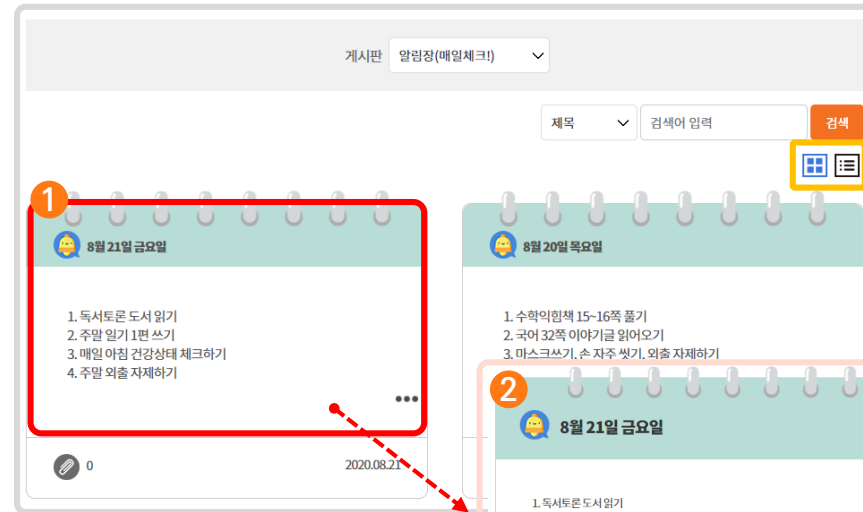 게시판 알림장(매일체크!)
제목 검색어 입력 검색
1
8월 21일 금요일
1. 독서토론 도서 읽기
2. 주말 일기 1편 쓰기
3. 매일 아침 건강상태 체크하기
4. 주말 외출 자제하기
0 2020.08.21
8월 20일 목요일
1. 수학익힘책 15~16쪽 풀기
2. 국어 32쪽 이야기글 읽어오기
3. 마스크쓰기, 손 자주 씻기, 외출 자제하기
2
8월 21일 금요일
1. 독서토론 도서 읽기